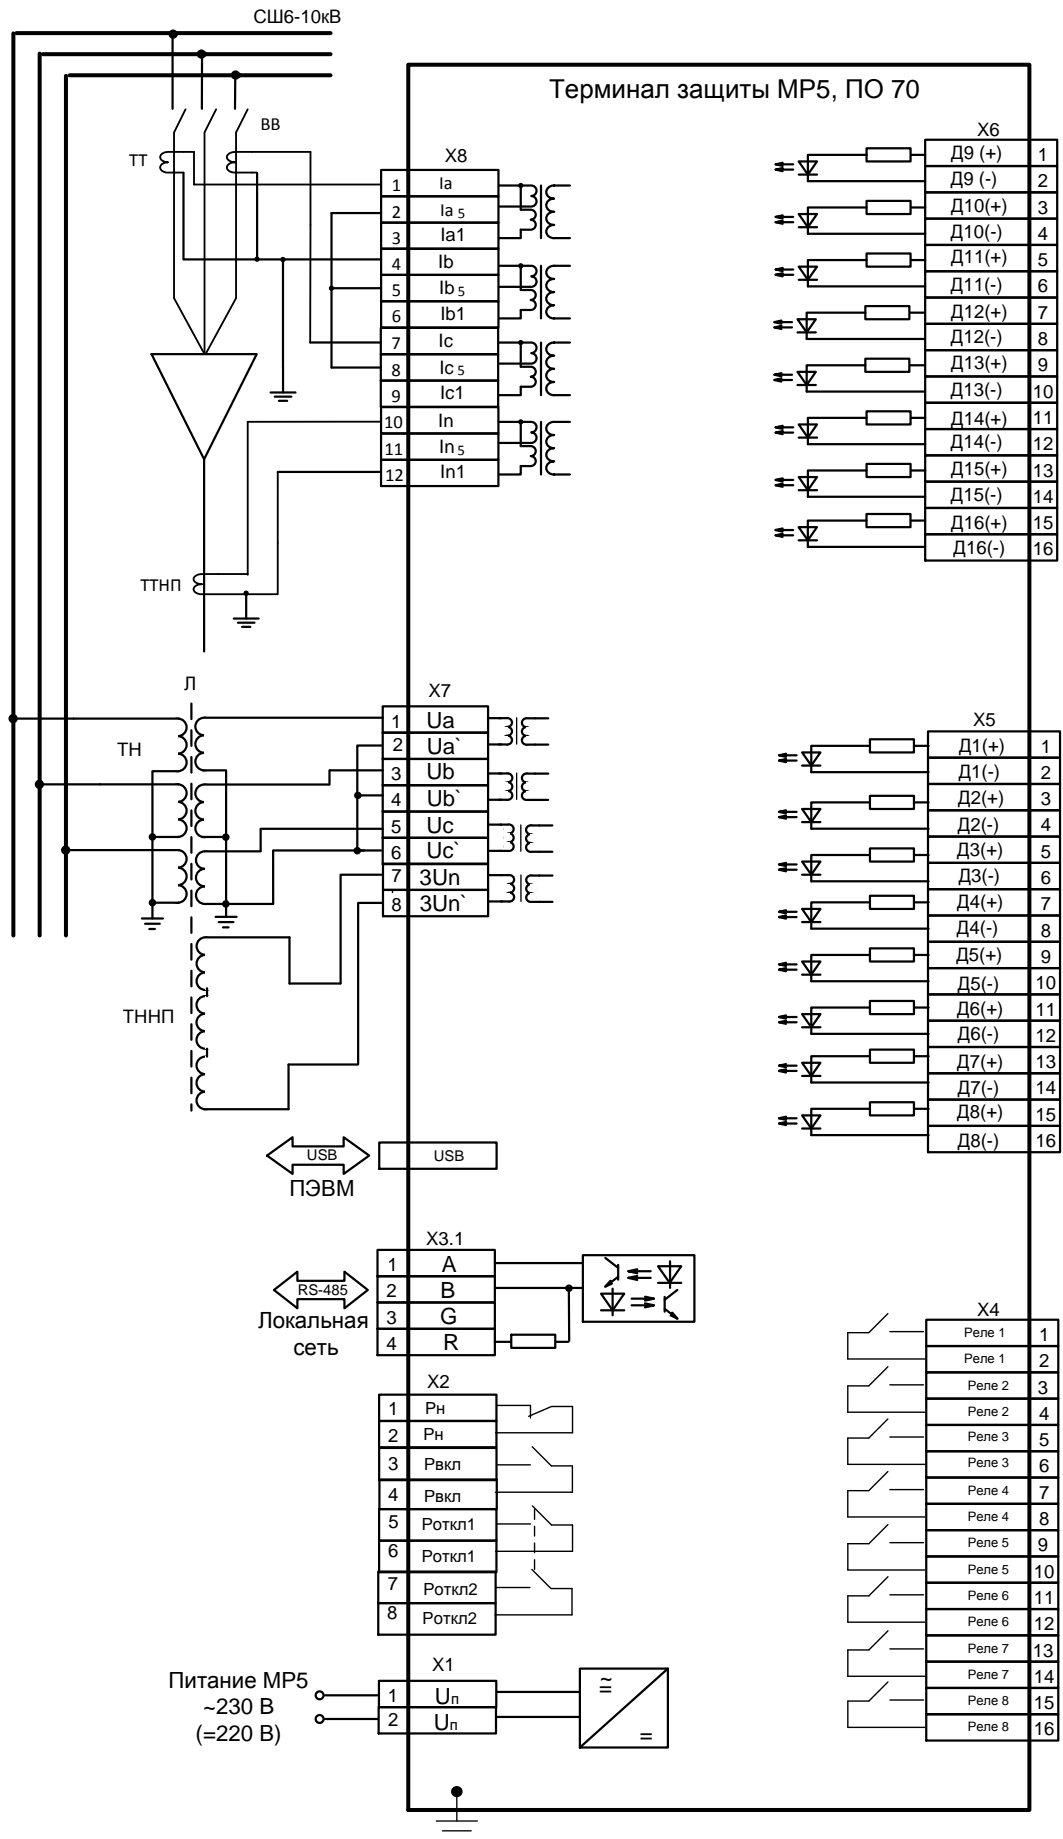 СШ6-10кВ
Терминал защиты МР5, ПО 70
ВВ
ТТ
X8
1 Ia
2 Ia 5
3 Ia1
4 Ib
5 Ib 5
6 Ib1
7 Ic
8 Ic 5
9 Ic1
10 In
11 In 5
12 In1
ТТНП
X6
Д9 (+) 1
Д9 (-) 2
Д10(+) 3
Д10(-) 4
Д11(+) 5
Д11(-) 6
Д12(+) 7
Д12(-) 8
Д13(+) 9
Д13(-) 10
Д14(+) 11
Д14(-) 12
Д15(+) 13
Д15(-) 14
Д16(+) 15
Д16(-) 16
Л
ТН
X7
1 Ua
2 Ua`
3 Ub
4 Ub`
5 Uc
6 Uc`
7 3Un
8 3Un`
ТННП
X5
Д1(+) 1
Д1(-) 2
Д2(+) 3
Д2(-) 4
Д3(+) 5
Д3(-) 6
Д4(+) 7
Д4(-) 8
Д5(+) 9
Д5(-) 10
Д6(+) 11
Д6(-) 12
Д7(+) 13
Д7(-) 14
Д8(+) 15
Д8(-) 16
USB
USB
ПЭВМ
X3.1
1 A
2 B
3 G
4 R
RS-485
Локальная
сеть
X2
1 Рн
2 Рн
3 Рвкл
4 Рвкл
5 Роткл1
6 Роткл1
7 Роткл2
8 Роткл2
X4
Реле 1 1
Реле 1 2
Реле 2 3
Реле 2 4
Реле 3 5
Реле 3 6
Реле 4 7
Реле 4 8
Реле 5 9
Реле 5 10
Реле 6 11
Реле 6 12
Реле 7 13
Реле 7 14
Реле 8 15
Реле 8 16
X1
1 Uп
2 Uп
Питание МР5
~230 В
(=220 В)